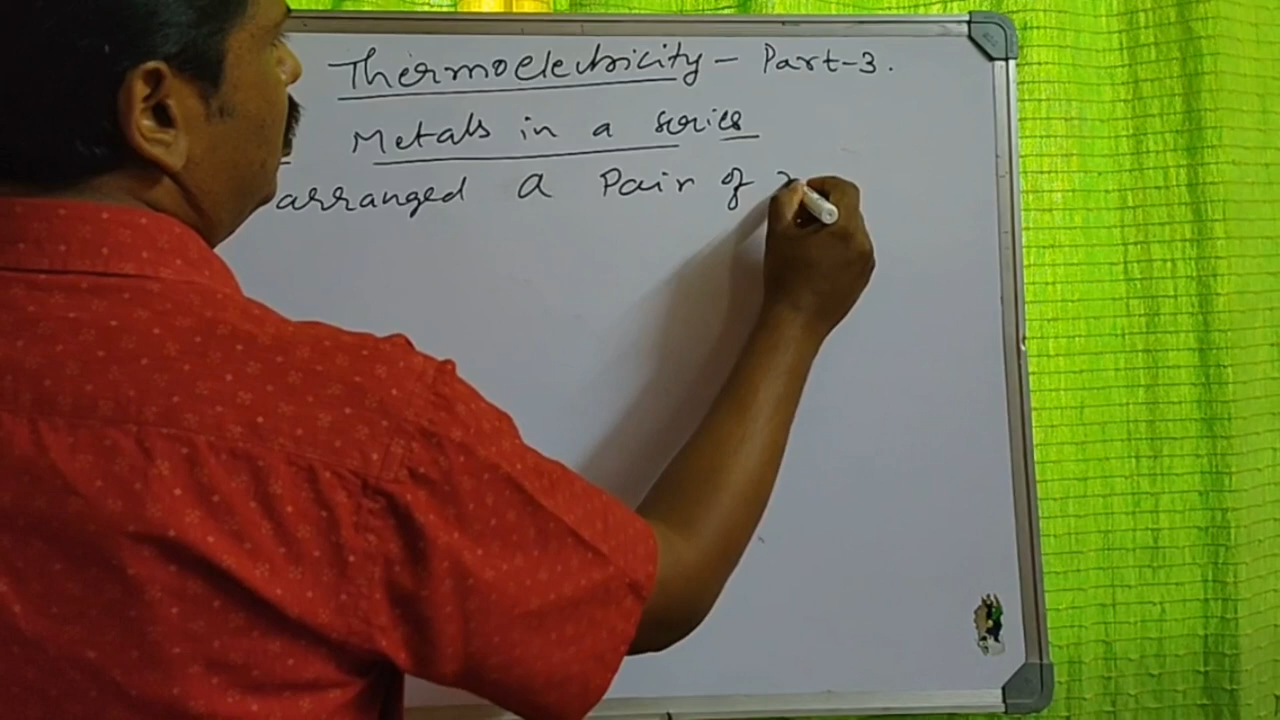 Thermoelectricity - Part-3.
Metals in a series
arranged a Pair of